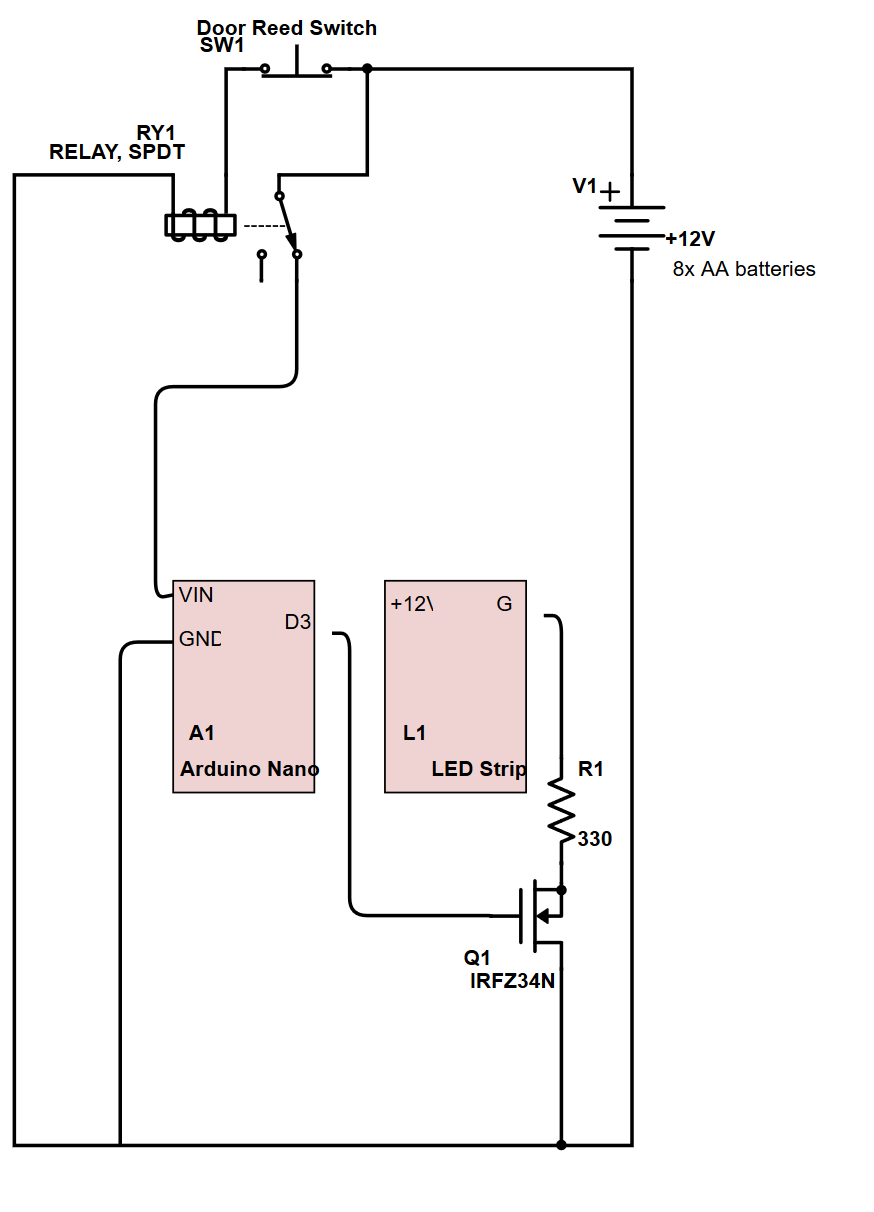 Door Reed Switch
SW1
RY1
RELAY, SPDT
V1
+12V
8x AA batteries
VIN
D3
GND
A1
Arduino Nano
+12V
G
L1
LED Strip
R1
330
Q1
IRFZ34N